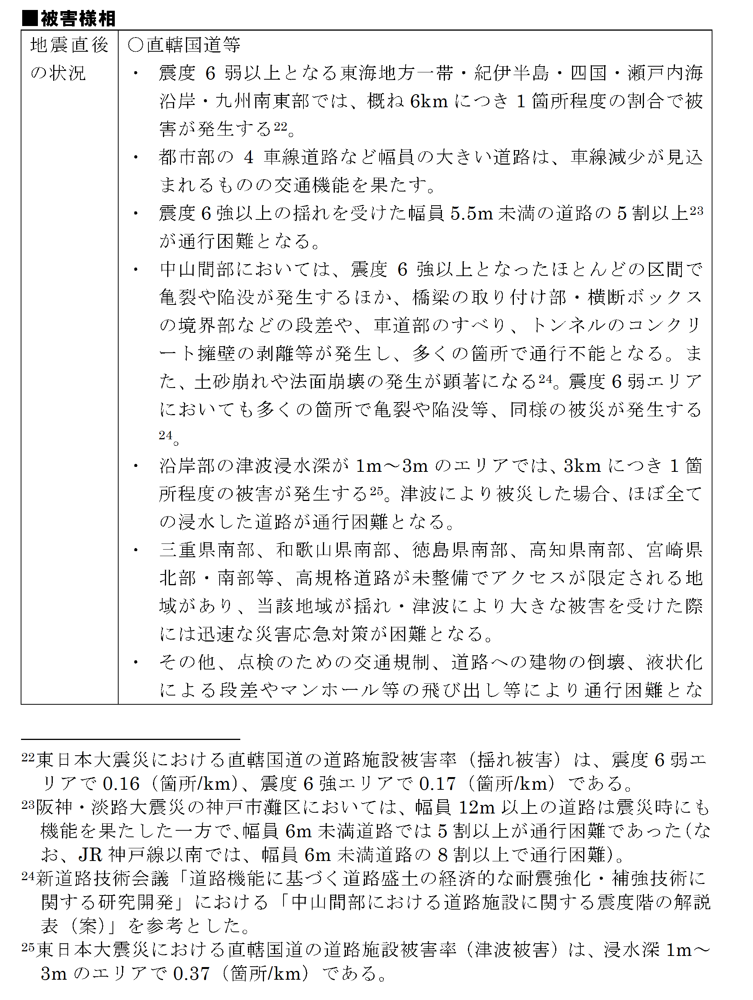 ■被害様相
地震直後
の状況
○直轄国道等
・ 震度 6 弱以上となる東海地方一帯・紀伊半島・四国・瀬戸内海
沿岸・九州南東部では、概ね 6km につき 1 箇所程度の割合で被
害が発生する22。
・ 都市部の 4 車線道路など幅員の大きい道路は、車線減少が見込
まれるものの交通機能を果たす。
・ 震度 6 強以上の揺れを受けた幅員 5.5m 未満の道路の 5 割以上23
が通行困難となる。
・ 中山間部においては、震度 6 強以上となったほとんどの区間で
亀裂や陥没が発生するほか、橋梁の取り付け部・横断ボックス
の境界部などの段差や、車道部のすべり、トンネルのコンクリ
ート擁壁の剥離等が発生し、多くの箇所で通行不能となる。ま
た、土砂崩れや法面崩壊の発生が顕著になる24。震度 6 弱エリア
においても多くの箇所で亀裂や陥没等、同様の被災が発生する
24。
・ 沿岸部の津波浸水深が 1m～3m のエリアでは、3km につき 1 箇
所程度の被害が発生する25。津波により被災した場合、ほぼ全て
の浸水した道路が通行困難となる。
・ 三重県南部、和歌山県南部、徳島県南部、高知県南部、宮崎県
北部・南部等、高規格道路が未整備でアクセスが限定される地
域があり、当該地域が揺れ・津波により大きな被害を受けた際
には迅速な災害応急対策が困難となる。
・ その他、点検のための交通規制、道路への建物の倒壊、液状化
による段差やマンホール等の飛び出し等により通行困難とな
22東日本大震災における直轄国道の道路施設被害率（揺れ被害）は、震度 6 弱エ
リアで 0.16（箇所/km）、震度 6 強エリアで 0.17（箇所/km）である。
23阪神・淡路大震災の神戸市灘区においては、幅員 12m 以上の道路は震災時にも
機能を果たした一方で、幅員 6m 未満道路では 5 割以上が通行困難であった（な
お、JR 神戸線以南では、幅員 6m 未満道路の 8 割以上で通行困難）。
24新道路技術会議「道路機能に基づく道路盛土の経済的な耐震強化・補強技術に
関する研究開発」における「中山間部における道路施設に関する震度階の解説
表（案）」を参考とした。
25東日本大震災における直轄国道の道路施設被害率（津波被害）は、浸水深 1m～
3m のエリアで 0.37（箇所/km）である。